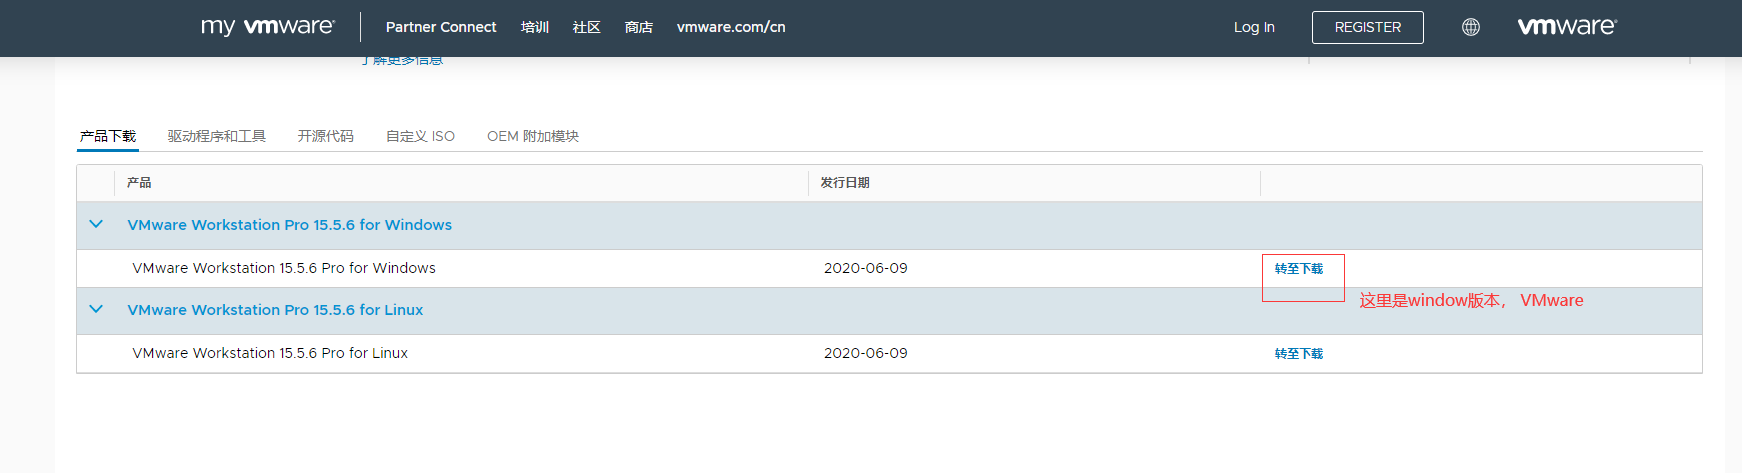 my vmware Partner Connect 培训 社区 商店 vmware.com/cn Log In REGISTER vmware
了解更多信息
产品下载 驱动程序和工具 开源代码 自定义 ISO OEM 附加模块
产品 发行日期
VMware Workstation Pro 15.5.6 for Windows
VMware Workstation 15.5.6 Pro for Windows 2020-06-09 转至下载
这里是window版本， VMware
VMware Workstation Pro 15.5.6 for Linux
VMware Workstation 15.5.6 Pro for Linux 2020-06-09 转至下载